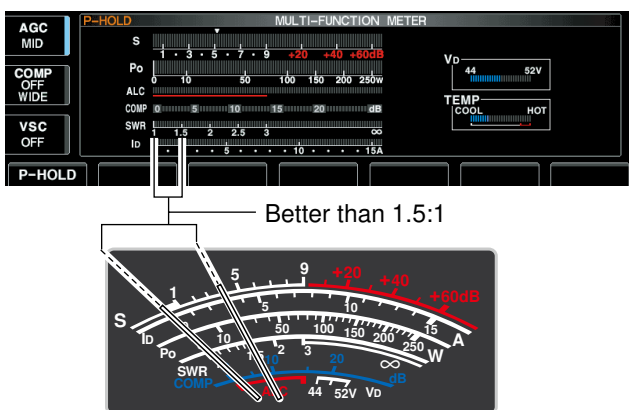 AGC
MID
COMP
OFF
WIDE
VSC
OFF
P-HOLD MULTI-FUNCTION METER
S
1 · 3 · 5 · 7 · 9 +20 +40 +60dB
Po
0 10 50 100 150 200 250W
ALC
COMP 0 5 10 15 20 dB
SWR
1 1.5 2 2.5 3 ∞
ID
5 10 15A
VD
44 52V
TEMP
COOL HOT
P-HOLD
Better than 1.5:1
S 1 5 9 +20 +40 +60dB
ID 5 10 15 A
Po 10 50 100 150 200 250 W
SWR 2 3 ∞
COMP 10 20 dB
44 52V VD